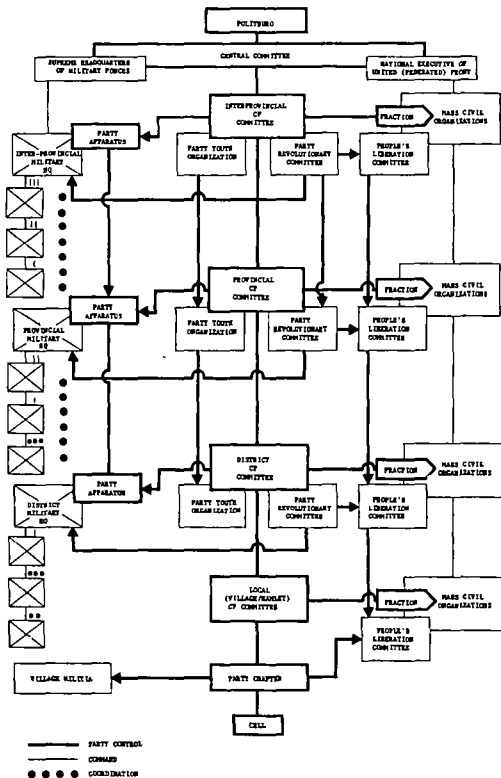 POLITBURO
CENTRAL COMMITTEE
SUPREME HEADQUARTERS
OF MILITARY FORCES
NATIONAL EXECUTIVE OF
UNITED (FEDERATED) FRONT
INTERPROVINCIAL
CP
COMMITTEE
FRACTION
MASS CIVIL
ORGANIZATIONS
PARTY
APPARATUS
INTER-PROVINCIAL
MILITARY
HQ
PARTY YOUTH
ORGANIZATION
PARTY
REVOLUTIONARY
COMMITTEE
PEOPLE'S
LIBERATION
COMMITTEE
PROVINCIAL
CP
COMMITTEE
FRACTION
MASS CIVIL
ORGANIZATIONS
PARTY
APPARATUS
PROVINCIAL
MILITARY
HQ
PARTY YOUTH
ORGANIZATION
PARTY
REVOLUTIONARY
COMMITTEE
PEOPLE'S
LIBERATION
COMMITTEE
DISTRICT
CP
COMMITTEE
FRACTION
MASS CIVIL
ORGANIZATIONS
PARTY
APPARATUS
DISTRICT
MILITARY
HQ
PARTY YOUTH
ORGANIZATION
PARTY
REVOLUTIONARY
COMMITTEE
PEOPLE'S
LIBERATION
COMMITTEE
LOCAL
(VILLAGE/HAMLET)
CP COMMITTEE
FRACTION
MASS CIVIL
ORGANIZATIONS
PEOPLE'S
LIBERATION
COMMITTEE
VILLAGE MILITIA
PARTY CHAPTER
CELL
PARTY CONTROL
COMMAND
COORDINATION